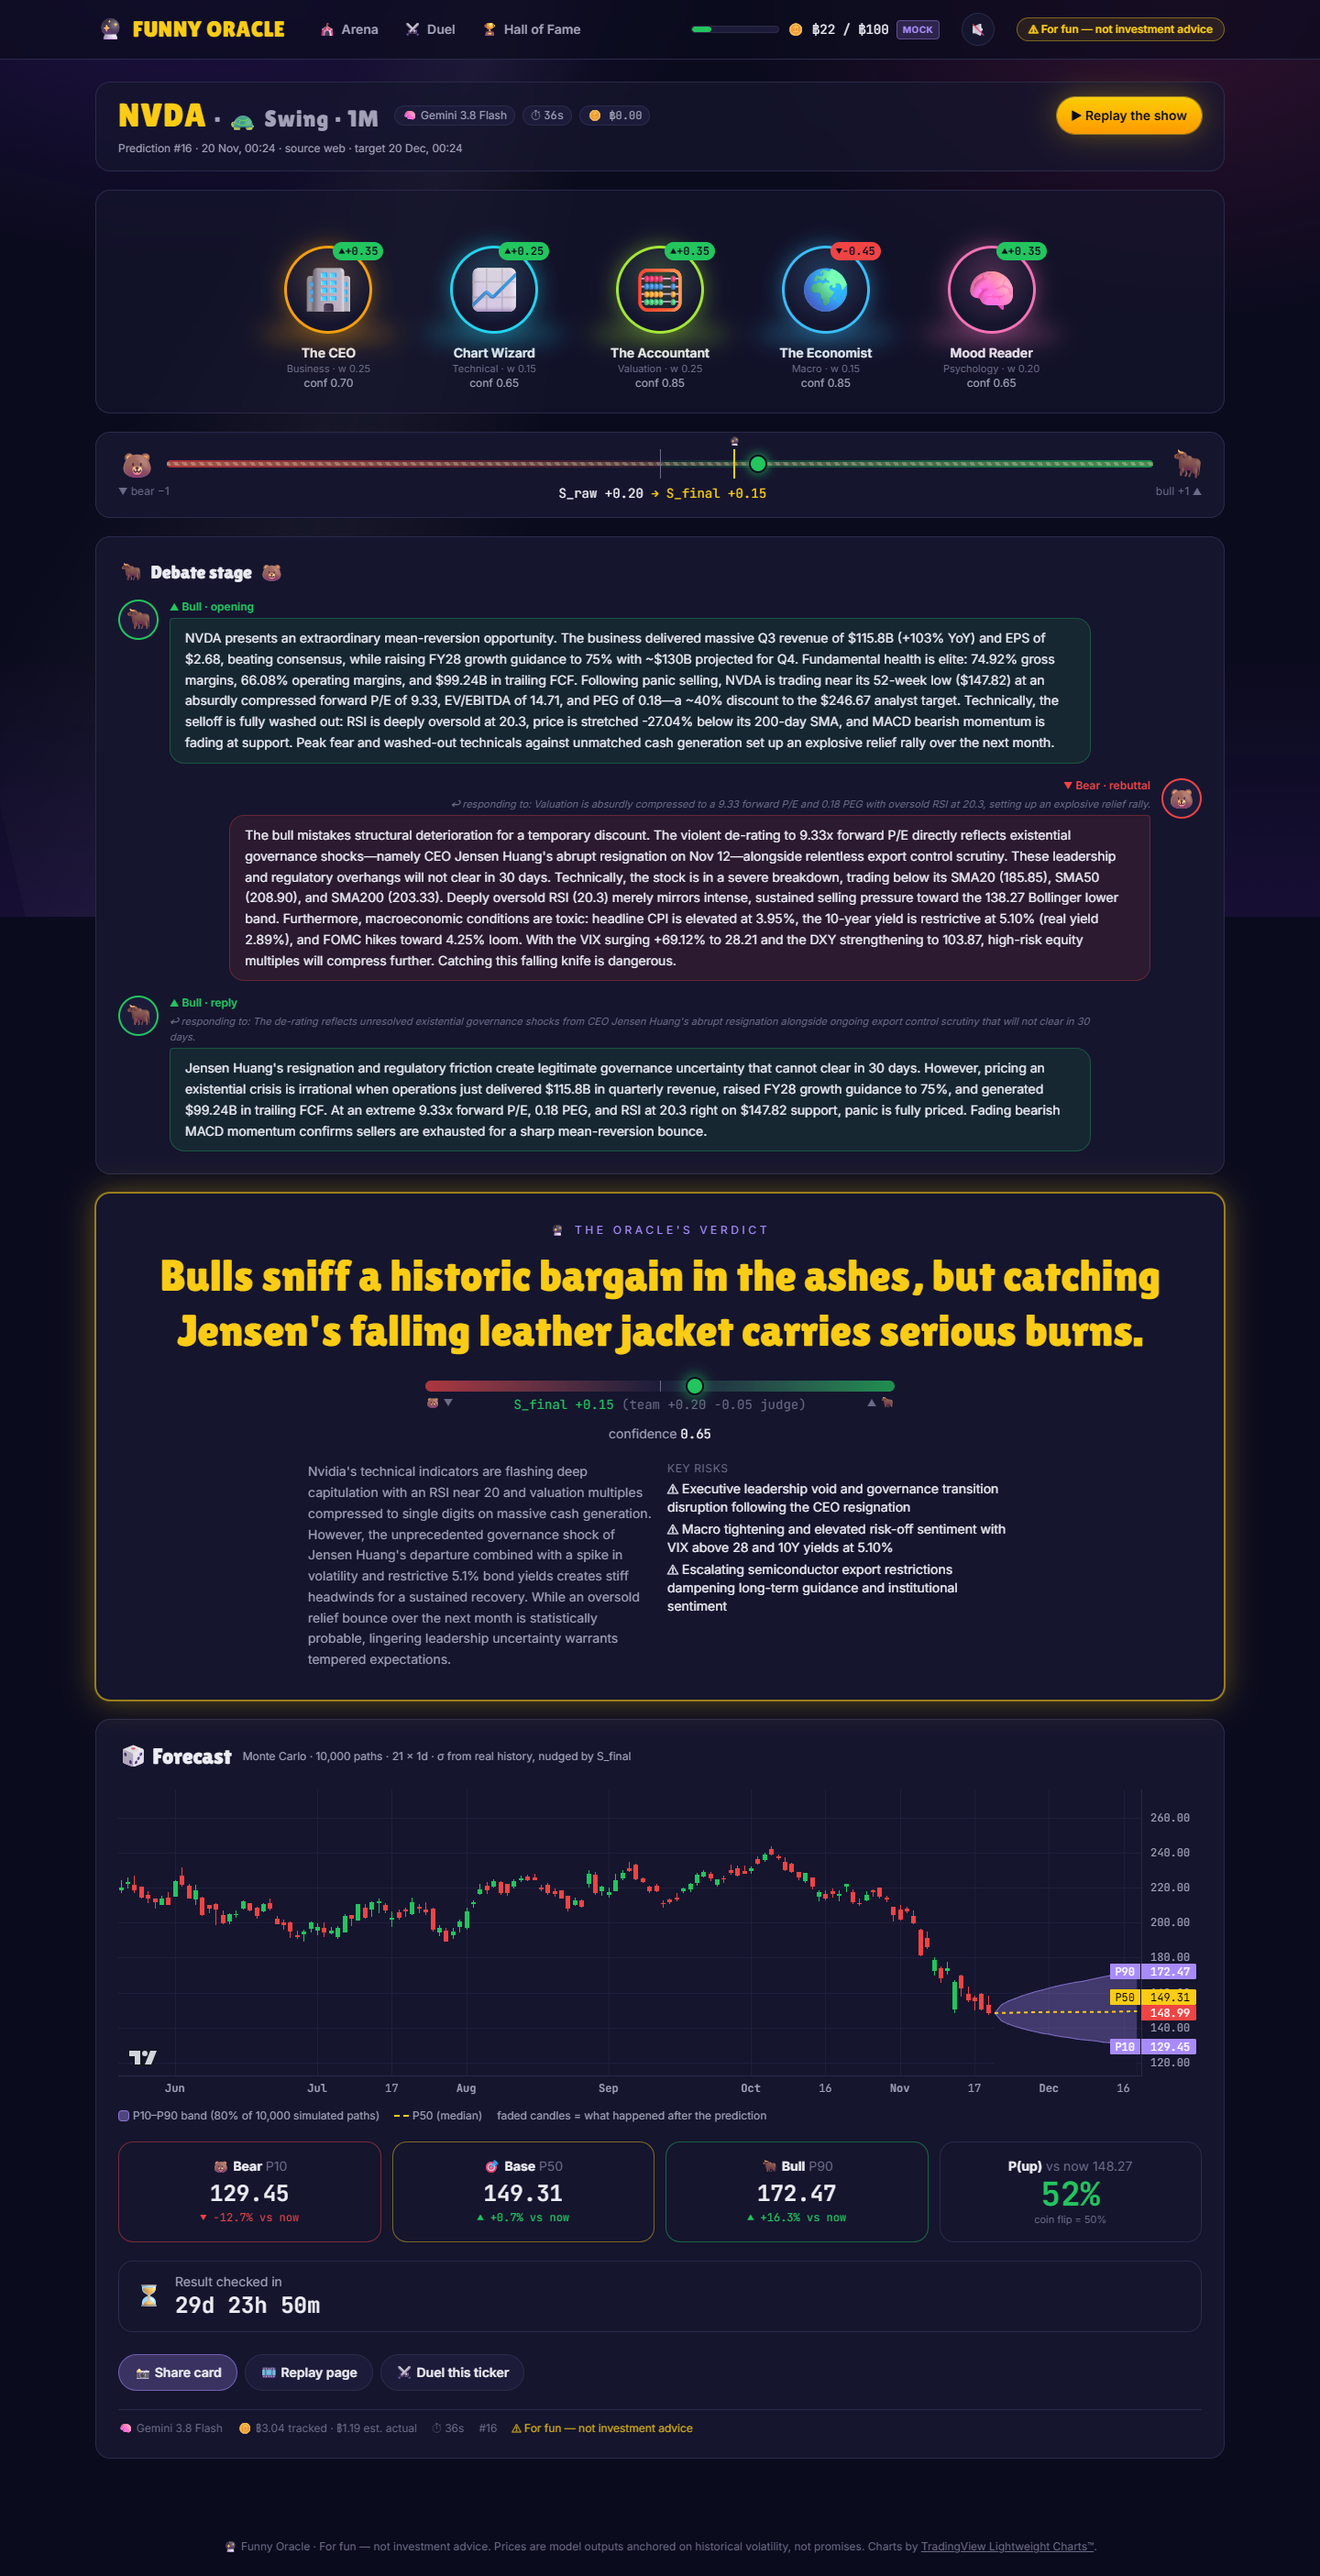 FUNNY ORACLE
Arena
Duel
Hall of Fame
฿22 / ฿100
MOCK
⚠ For fun — not investment advice
NVDA · Swing · 1M
Gemini 3.8 Flash
36s
฿0.00
▶ Replay the show
Prediction #16 · 20 Nov, 00:24 · source web · target 20 Dec, 00:24
▲+0.35
▲+0.25
▲+0.35
▼-0.45
▲+0.35
The CEO
Business · w 0.25
conf 0.70
Chart Wizard
Technical · w 0.15
conf 0.65
The Accountant
Valuation · w 0.25
conf 0.85
The Economist
Macro · w 0.15
conf 0.85
Mood Reader
Psychology · w 0.20
conf 0.65
▼ bear −1
S_raw +0.20 → S_final +0.15
bull +1 ▲
Debate stage
▲ Bull · opening
NVDA presents an extraordinary mean-reversion opportunity. The business delivered massive Q3 revenue of $115.8B (+103% YoY) and EPS of
$2.68, beating consensus, while raising FY28 growth guidance to 75% with ~$130B projected for Q4. Fundamental health is elite: 74.92% gross
margins, 66.08% operating margins, and $99.24B in trailing FCF. Following panic selling, NVDA is trading near its 52-week low ($147.82) at an
absurdly compressed forward P/E of 9.33, EV/EBITDA of 14.71, and PEG of 0.18—a ~40% discount to the $246.67 analyst target. Technically, the
selloff is fully washed out: RSI is deeply oversold at 20.3, price is stretched -27.04% below its 200-day SMA, and MACD bearish momentum is
fading at support. Peak fear and washed-out technicals against unmatched cash generation set up an explosive relief rally over the next month.
▼ Bear · rebuttal
↩ responding to: Valuation is absurdly compressed to a 9.33 forward P/E and 0.18 PEG with oversold RSI at 20.3, setting up an explosive relief rally.
The bull mistakes structural deterioration for a temporary discount. The violent de-rating to 9.33x forward P/E directly reflects existential
governance shocks—namely CEO Jensen Huang's abrupt resignation on Nov 12—alongside relentless export control scrutiny. These leadership
and regulatory overhangs will not clear in 30 days. Technically, the stock is in a severe breakdown, trading below its SMA20 (185.85), SMA50
(208.90), and SMA200 (203.33). Deeply oversold RSI (20.3) merely mirrors intense, sustained selling pressure toward the 138.27 Bollinger lower
band. Furthermore, macroeconomic conditions are toxic: headline CPI is elevated at 3.95%, the 10-year yield is restrictive at 5.10% (real yield
2.89%), and FOMC hikes toward 4.25% loom. With the VIX surging +69.12% to 28.21 and the DXY strengthening to 103.87, high-risk equity
multiples will compress further. Catching this falling knife is dangerous.
▲ Bull · reply
↩ responding to: The de-rating reflects unresolved existential governance shocks from CEO Jensen Huang's abrupt resignation alongside ongoing export control scrutiny that will not clear in 30
days.
Jensen Huang's resignation and regulatory friction create legitimate governance uncertainty that cannot clear in 30 days. However, pricing an
existential crisis is irrational when operations just delivered $115.8B in quarterly revenue, raised FY28 growth guidance to 75%, and generated
$99.24B in trailing FCF. At an extreme 9.33x forward P/E, 0.18 PEG, and RSI at 20.3 right on $147.82 support, panic is fully priced. Fading bearish
MACD momentum confirms sellers are exhausted for a sharp mean-reversion bounce.
THE ORACLE'S VERDICT
Bulls sniff a historic bargain in the ashes, but catching
Jensen's falling leather jacket carries serious burns.
S_final +0.15 (team +0.20 -0.05 judge)
confidence 0.65
Nvidia's technical indicators are flashing deep
capitulation with an RSI near 20 and valuation multiples
compressed to single digits on massive cash generation.
However, the unprecedented governance shock of
Jensen Huang's departure combined with a spike in
volatility and restrictive 5.1% bond yields creates stiff
headwinds for a sustained recovery. While an oversold
relief bounce over the next month is statistically
probable, lingering leadership uncertainty warrants
tempered expectations.
KEY RISKS
⚠ Executive leadership void and governance transition
disruption following the CEO resignation
⚠ Macro tightening and elevated risk-off sentiment with
VIX above 28 and 10Y yields at 5.10%
⚠ Escalating semiconductor export restrictions
dampening long-term guidance and institutional
sentiment
Forecast
Monte Carlo · 10,000 paths · 21 × 1d · σ from real history, nudged by S_final
260.00
240.00
220.00
200.00
180.00
P90 172.47
P50 149.31
148.99
140.00
P10 129.45
120.00
Jun
Jul
17
Aug
Sep
Oct
16
Nov
17
Dec
16
P10–P90 band (80% of 10,000 simulated paths)
P50 (median)
faded candles = what happened after the prediction
Bear P10
129.45
▼ -12.7% vs now
Base P50
149.31
▲ +0.7% vs now
Bull P90
172.47
▲ +16.3% vs now
P(up) vs now 148.27
52%
coin flip = 50%
Result checked in
29d 23h 50m
Share card
Replay page
Duel this ticker
Gemini 3.8 Flash
฿3.04 tracked · ฿1.19 est. actual
36s
#16
⚠ For fun — not investment advice
Funny Oracle · For fun — not investment advice. Prices are model outputs anchored on historical volatility, not promises. Charts by TradingView Lightweight Charts™.